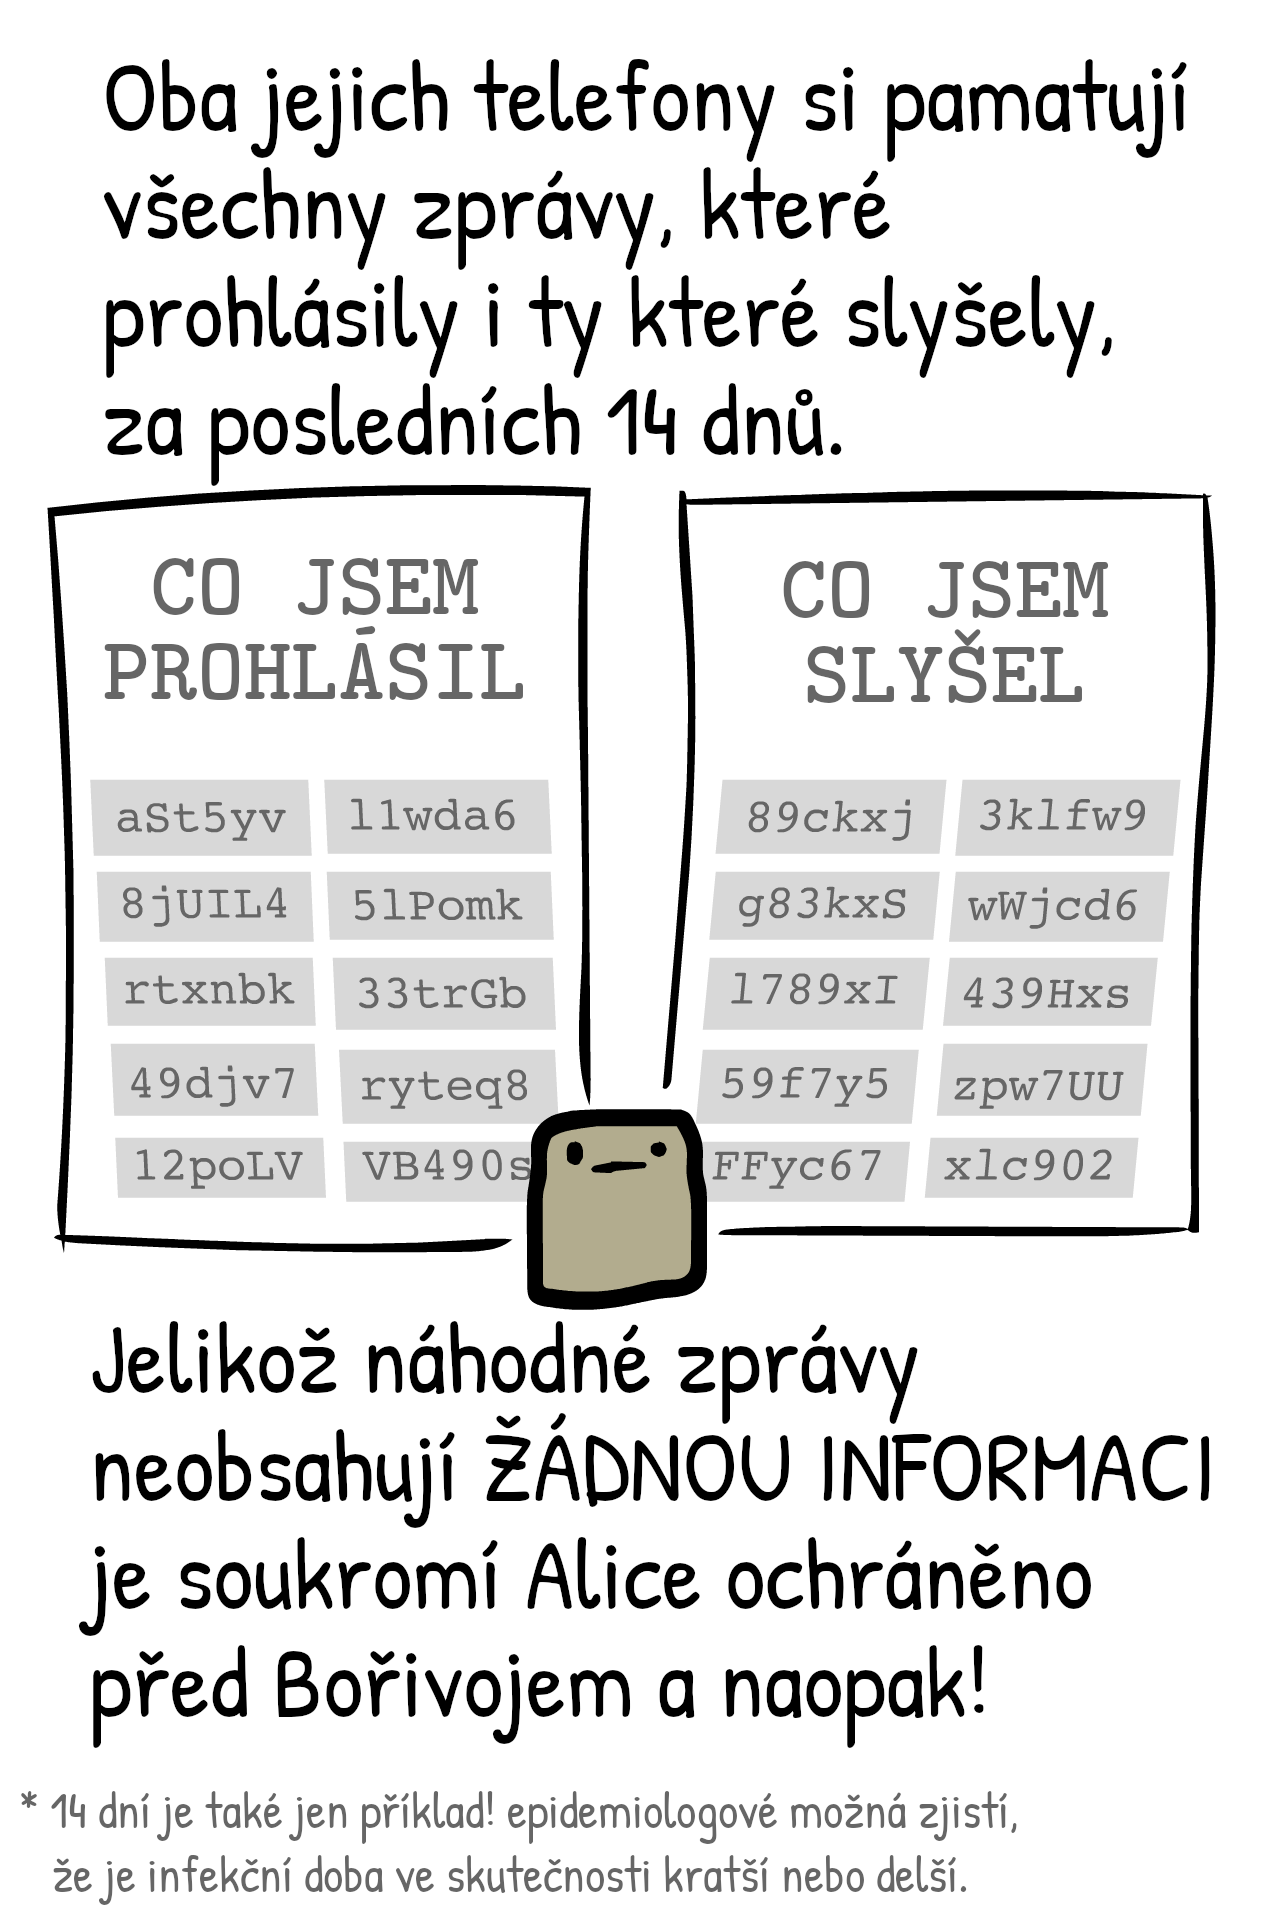 Oba jejich telefony si pamatují
všechny zprávy, které
prohlásily i ty které slyšely,
za posledních 14 dnů.
CO JSEM
PROHLÁSIL
aSt5yv l1wda6
8jUIL4 5lPomk
rtxnbk 33trGb
49djv7 ryteq8
12poLV VB490s
CO JSEM
SLYŠEL
89ckxj 3klfw9
g83kxS wWjcd6
l789xI 439Hxs
59f7y5 zpw7UU
FFyc67 xlc902
Jelikož náhodné zprávy
neobsahují ŽÁDNOU INFORMACI
je soukromí Alice ochráněno
před Bořivojem a naopak!
* 14 dní je také jen příklad! epidemiologové možná zjistí,
že je infekční doba ve skutečnosti kratší nebo delší.